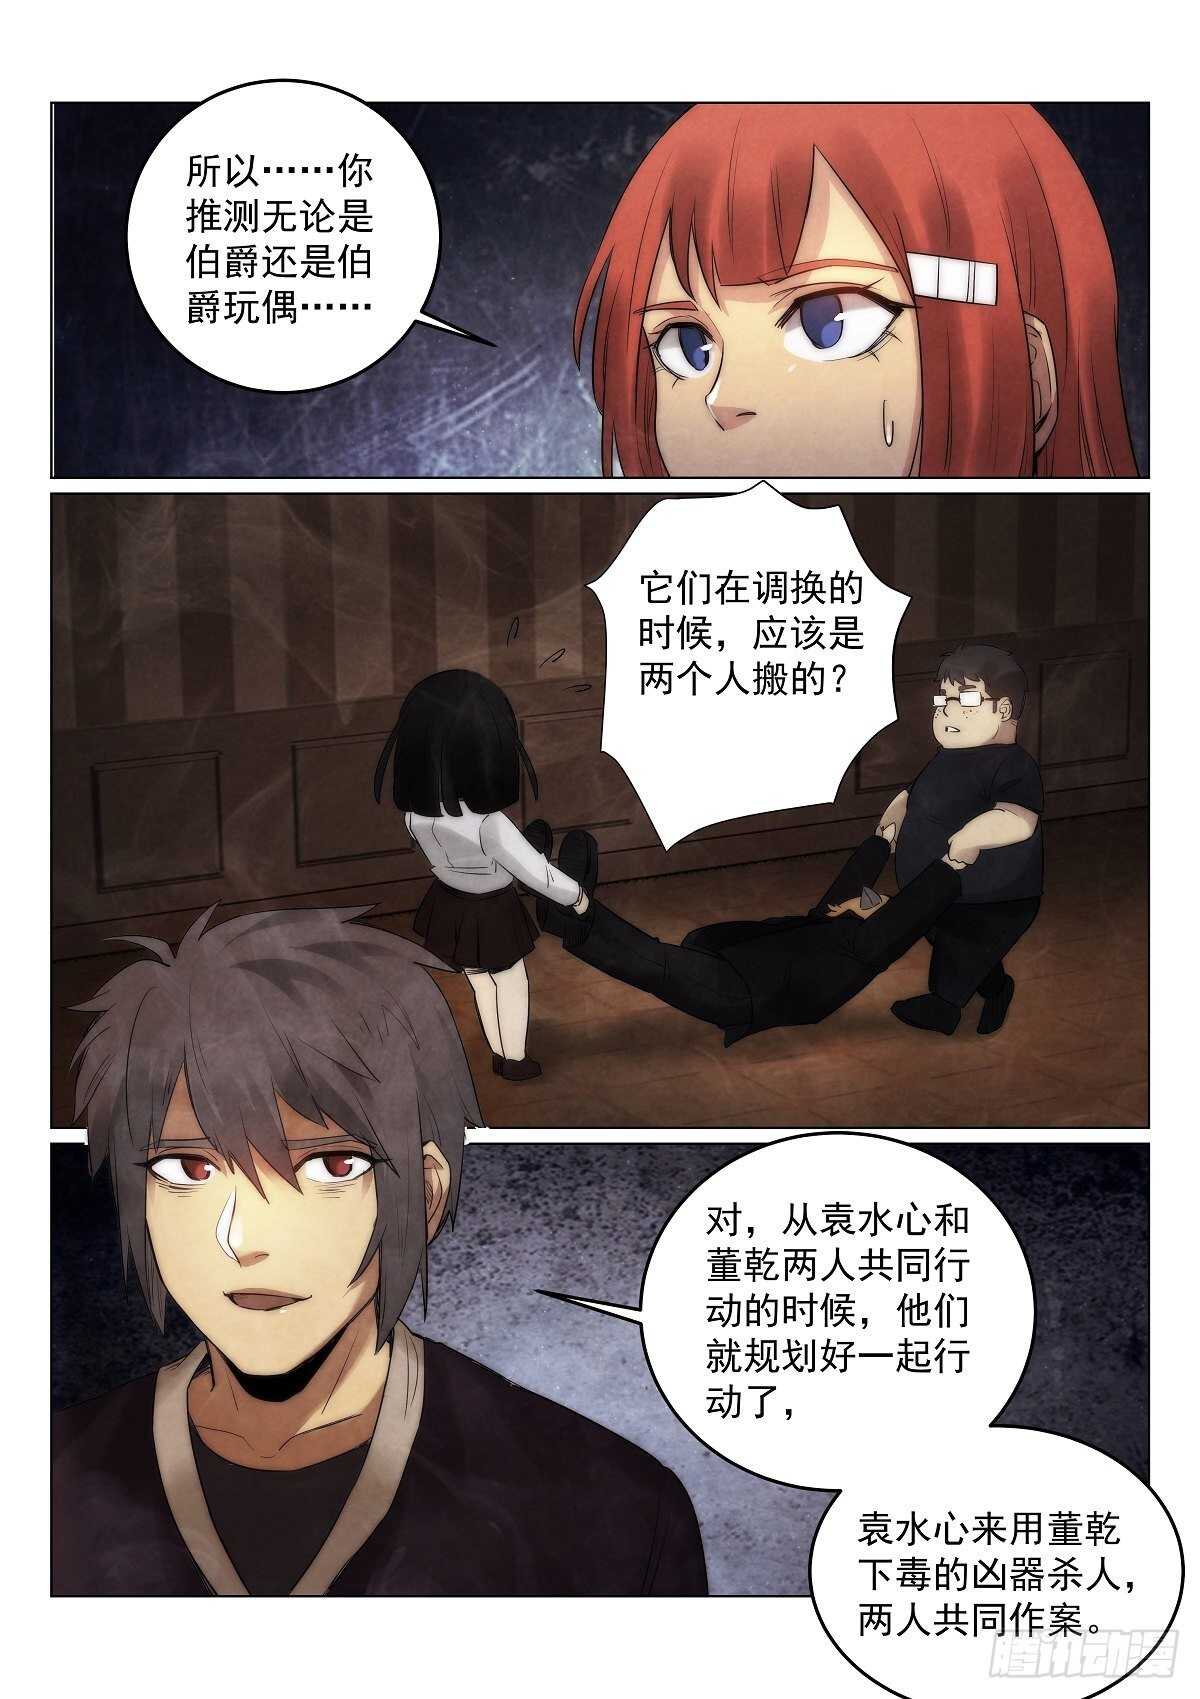 所以……你
推测无论是
伯爵还是伯
爵玩偶……
它们在调换的
时候，应该是
两个人搬的？
对，从袁水心和
董乾两人共同行
动的时候，他们
就规划好一起行
动了，
袁水心来用董乾
下毒的凶器杀人，
两人共同作案。
腾讯动漫